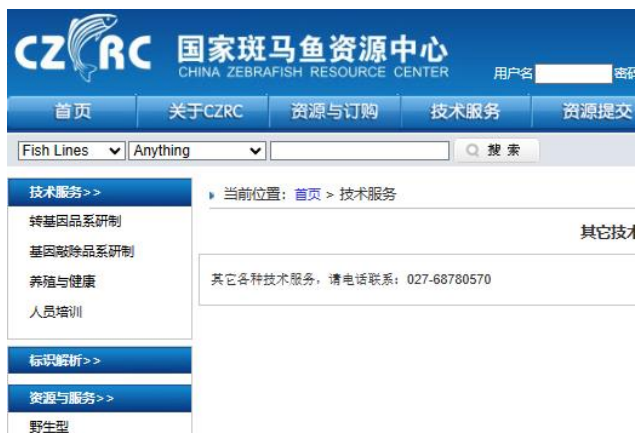 CZRC 国家斑马鱼资源中心
CHINA ZEBRAFISH RESOURCE CENTER
用户名 密码
首页 关于CZRC 资源与订购 技术服务 资源提交
Fish Lines Anything 搜索
技术服务>>
当前位置：首页 > 技术服务
转基因品系研制
其它技术
基因敲除品系研制
养殖与健康
其它各种技术服务，请电话联系：027-68780570
人员培训
标识解析>>
资源与服务>>
野生型